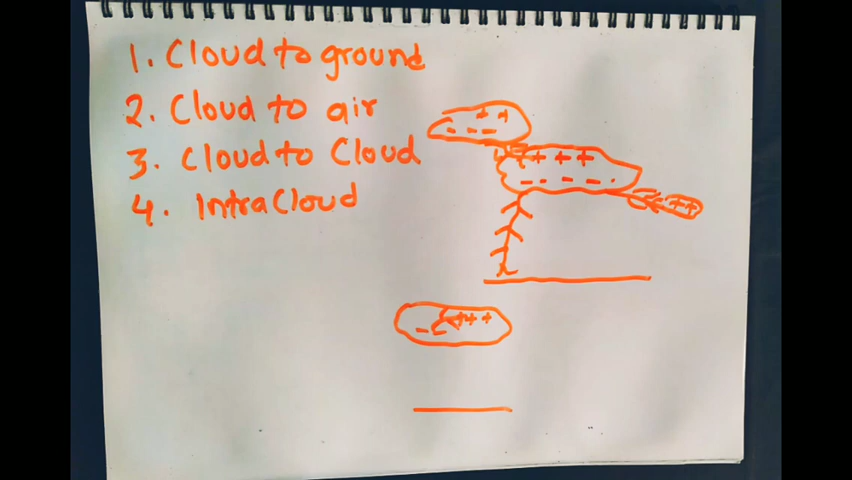 1. Cloud to ground
2. Cloud to air
3. Cloud to Cloud
4. IntraCloud
+ +
- - -
+ + + +
- - - -
++
+++
- -